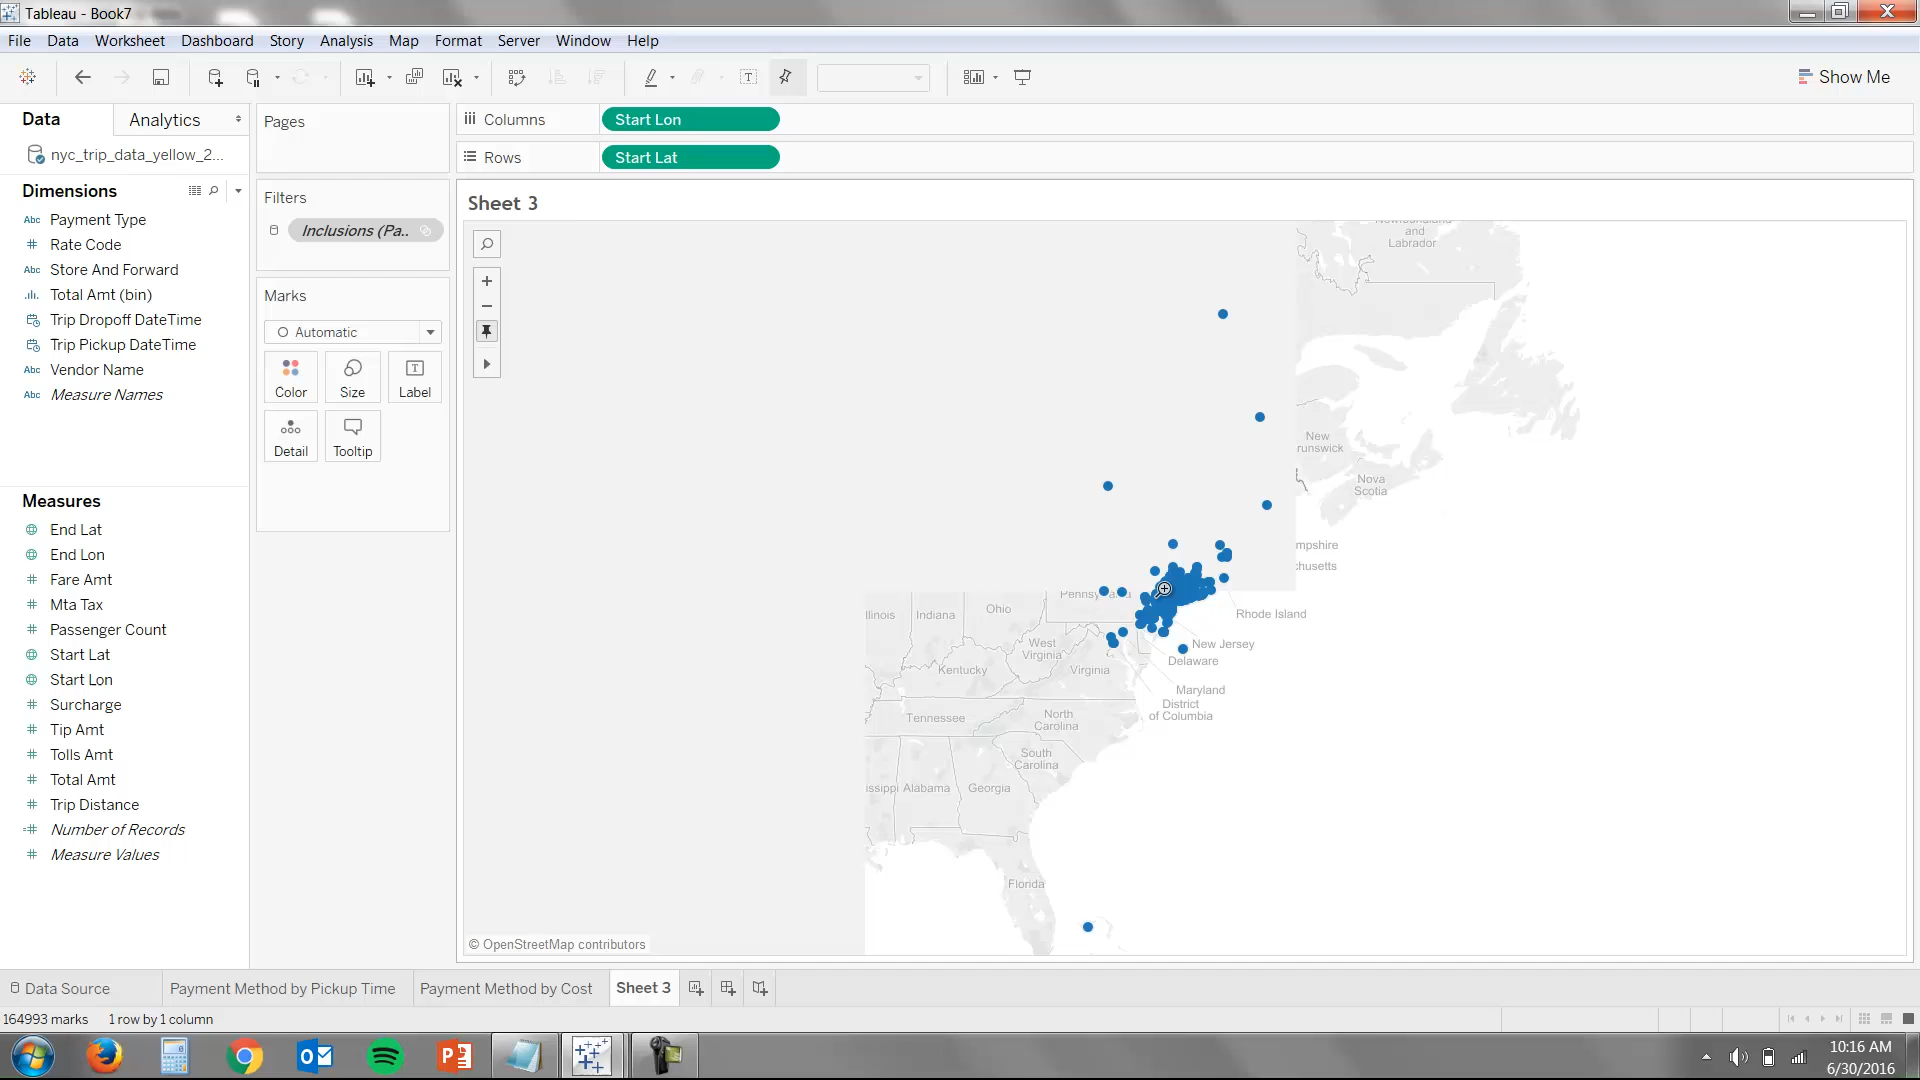 Tableau - Book7
File Data Worksheet Dashboard Story Analysis Map Format Server Window Help
Show Me
Data
Analytics
nyc_trip_data_yellow_2...
Dimensions
Abc Payment Type
# Rate Code
Abc Store And Forward
Total Amt (bin)
Trip Dropoff DateTime
Trip Pickup DateTime
Abc Vendor Name
Abc Measure Names
Measures
End Lat
End Lon
# Fare Amt
# Mta Tax
# Passenger Count
Start Lat
Start Lon
# Surcharge
# Tip Amt
# Tolls Amt
# Total Amt
# Trip Distance
=# Number of Records
# Measure Values
Pages
Filters
Inclusions (Pa..
Marks
Automatic
Color
Size
Label
Detail
Tooltip
Columns
Start Lon
Rows
Start Lat
Sheet 3
and
Labrador
New
runswick
Nova
Scotia
mpshire
chusetts
Rhode Island
New Jersey
Delaware
Maryland
District
of Columbia
llinois
Indiana
Ohio
West
Virginia
Kentucky
Virginia
Tennessee
North
Carolina
South
Carolina
issippi
Alabama
Georgia
Florida
© OpenStreetMap contributors
Data Source
Payment Method by Pickup Time
Payment Method by Cost
Sheet 3
164993 marks
1 row by 1 column
10:16 AM
6/30/2016